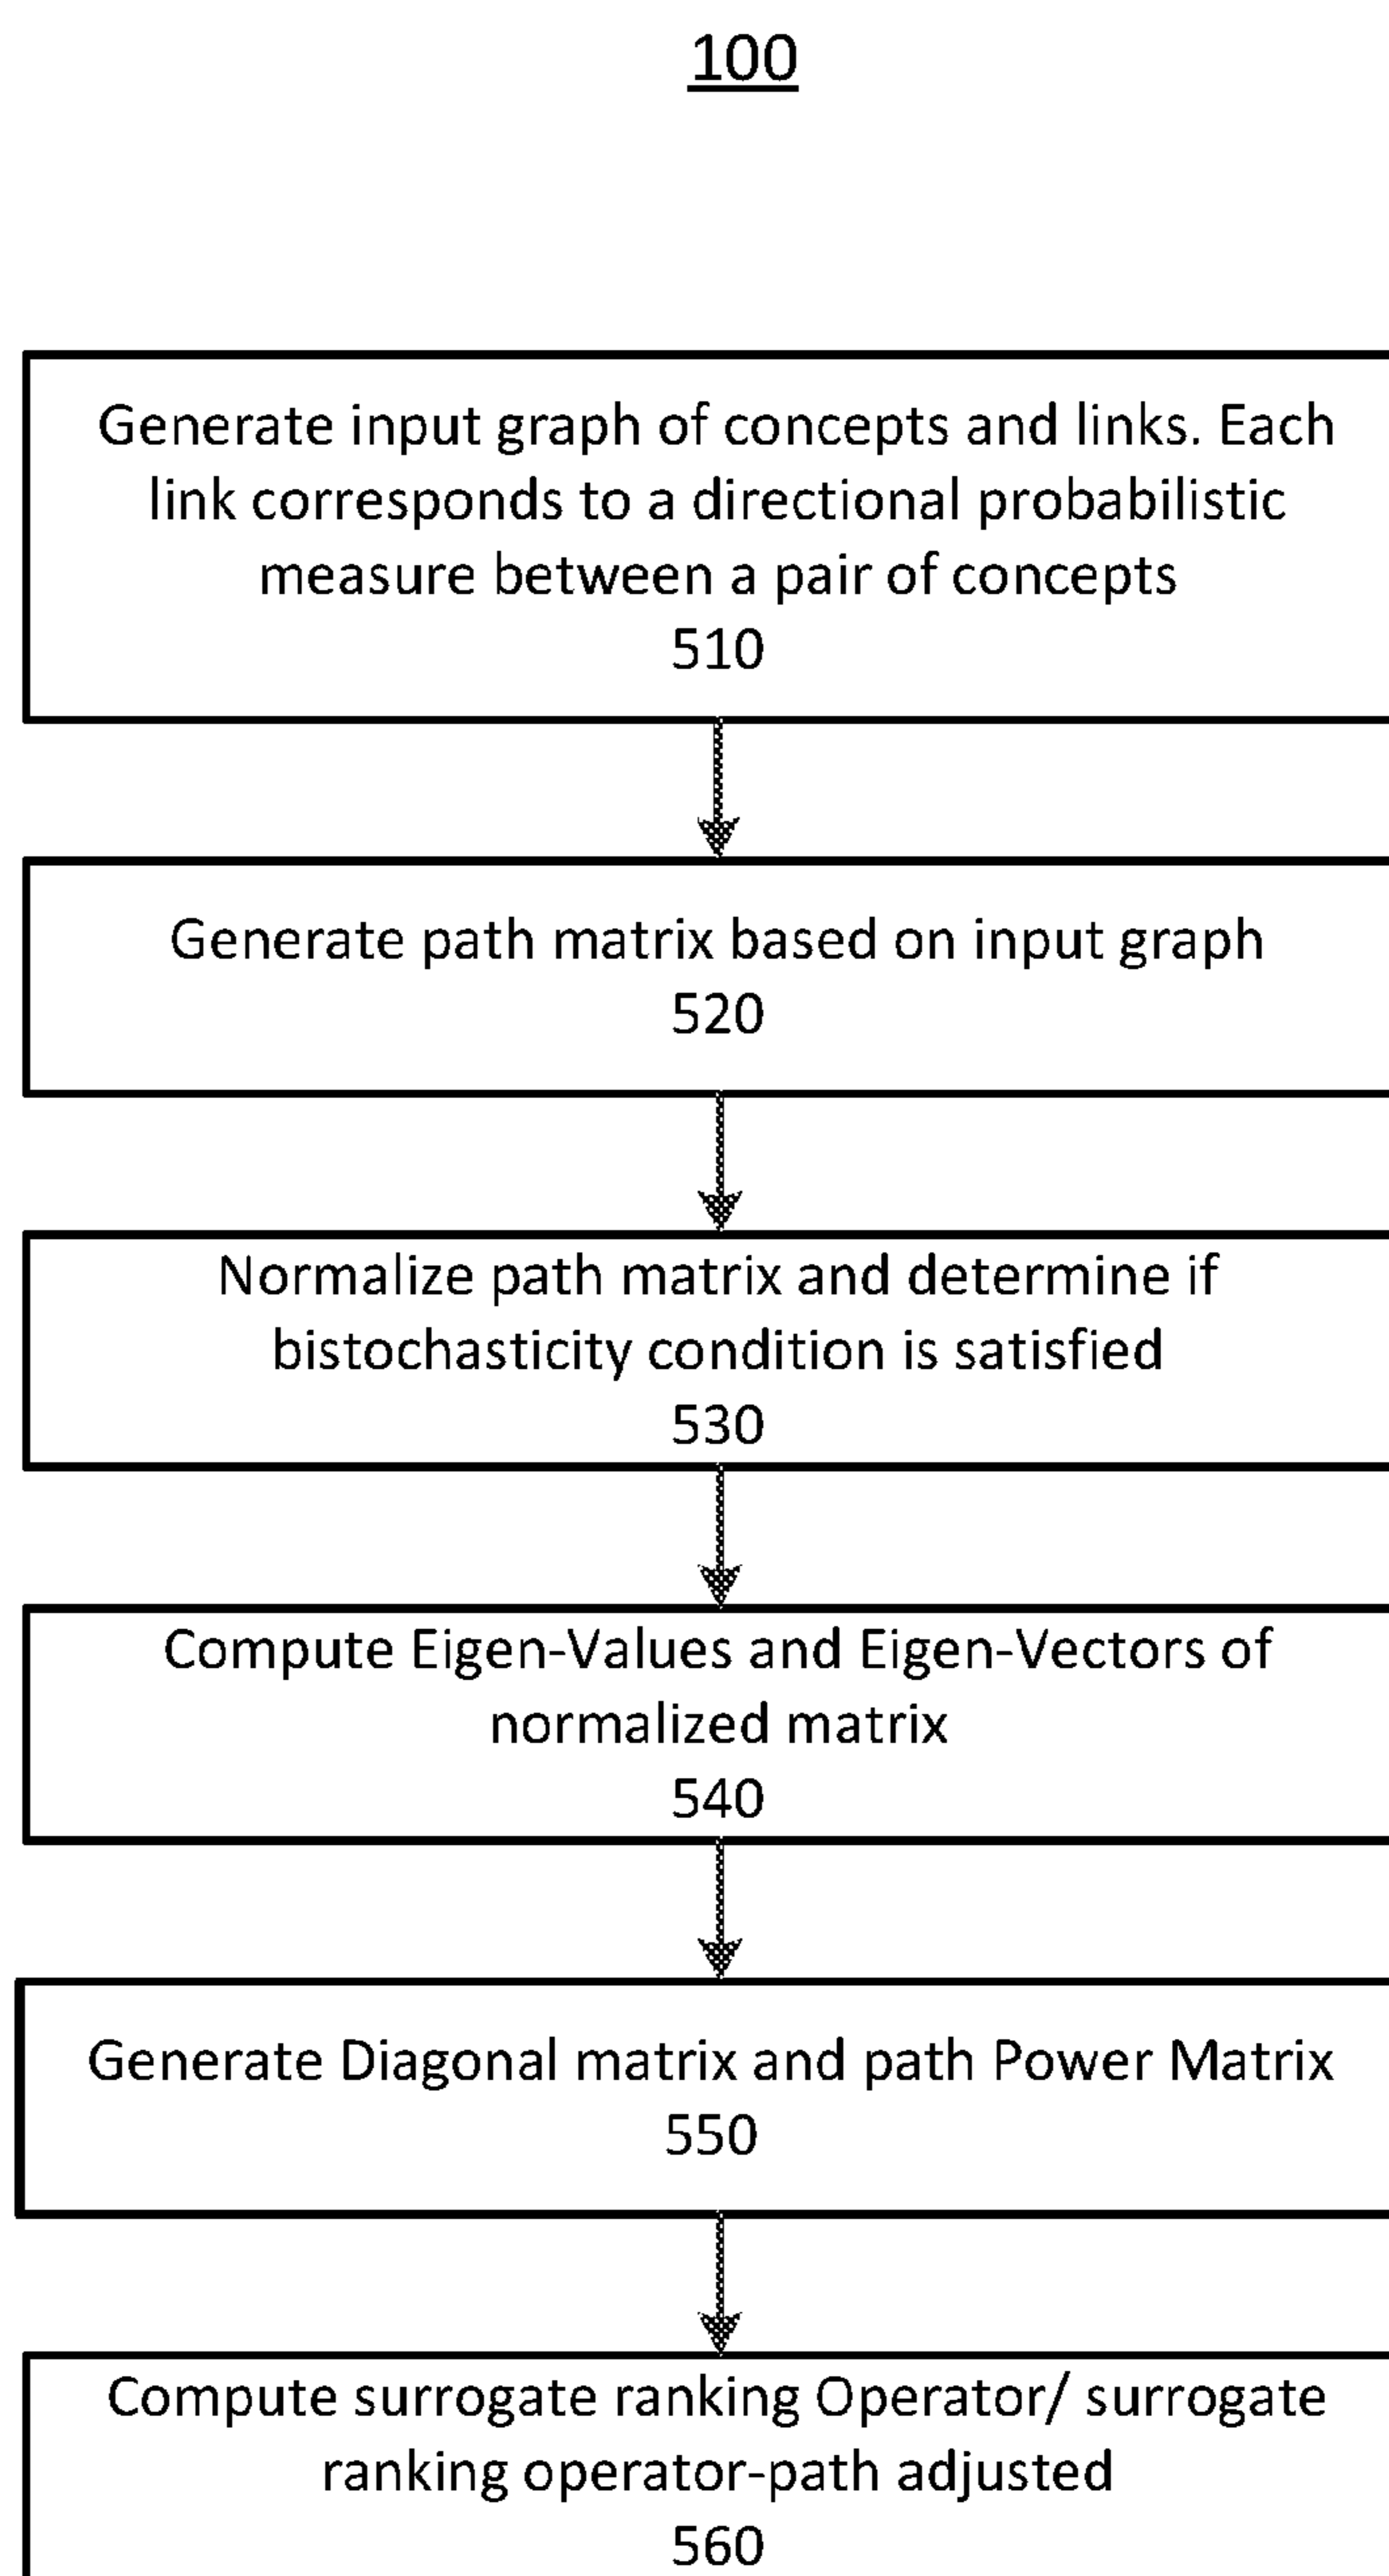 100
Generate input graph of concepts and links. Each
link corresponds to a directional probabilistic
measure between a pair of concepts
510
Generate path matrix based on input graph
520
Normalize path matrix and determine if
bistochasticity condition is satisfied
530
Compute Eigen-Values and Eigen-Vectors of
normalized matrix
540
Generate Diagonal matrix and path Power Matrix
550
Compute surrogate ranking Operator/ surrogate
ranking operator-path adjusted
560